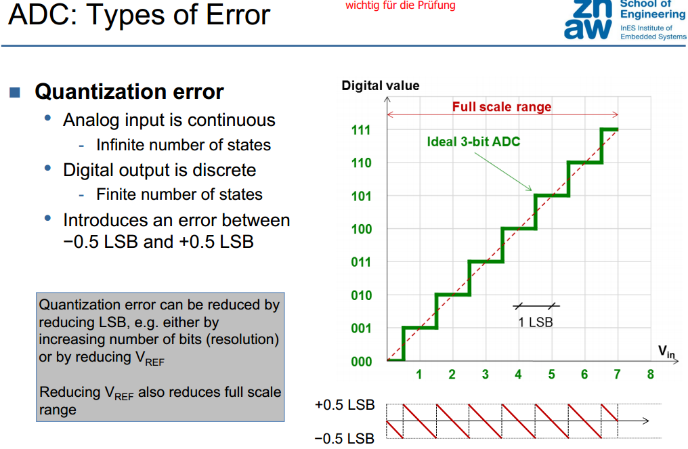 wichtig für die Prüfung
ADC: Types of Error
zh
aw
School of
Engineering
InES Institute of
Embedded Systems
Quantization error
Analog input is continuous
- Infinite number of states
Digital output is discrete
- Finite number of states
Introduces an error between
−0.5 LSB and +0.5 LSB
Quantization error can be reduced by
reducing LSB, e.g. either by
increasing number of bits (resolution)
or by reducing VREF
Reducing VREF also reduces full scale
range
Digital value
Full scale range
Ideal 3-bit ADC
111
110
101
100
011
010
001
000
1 LSB
Vin
1 2 3 4 5 6 7 8
+0.5 LSB
−0.5 LSB